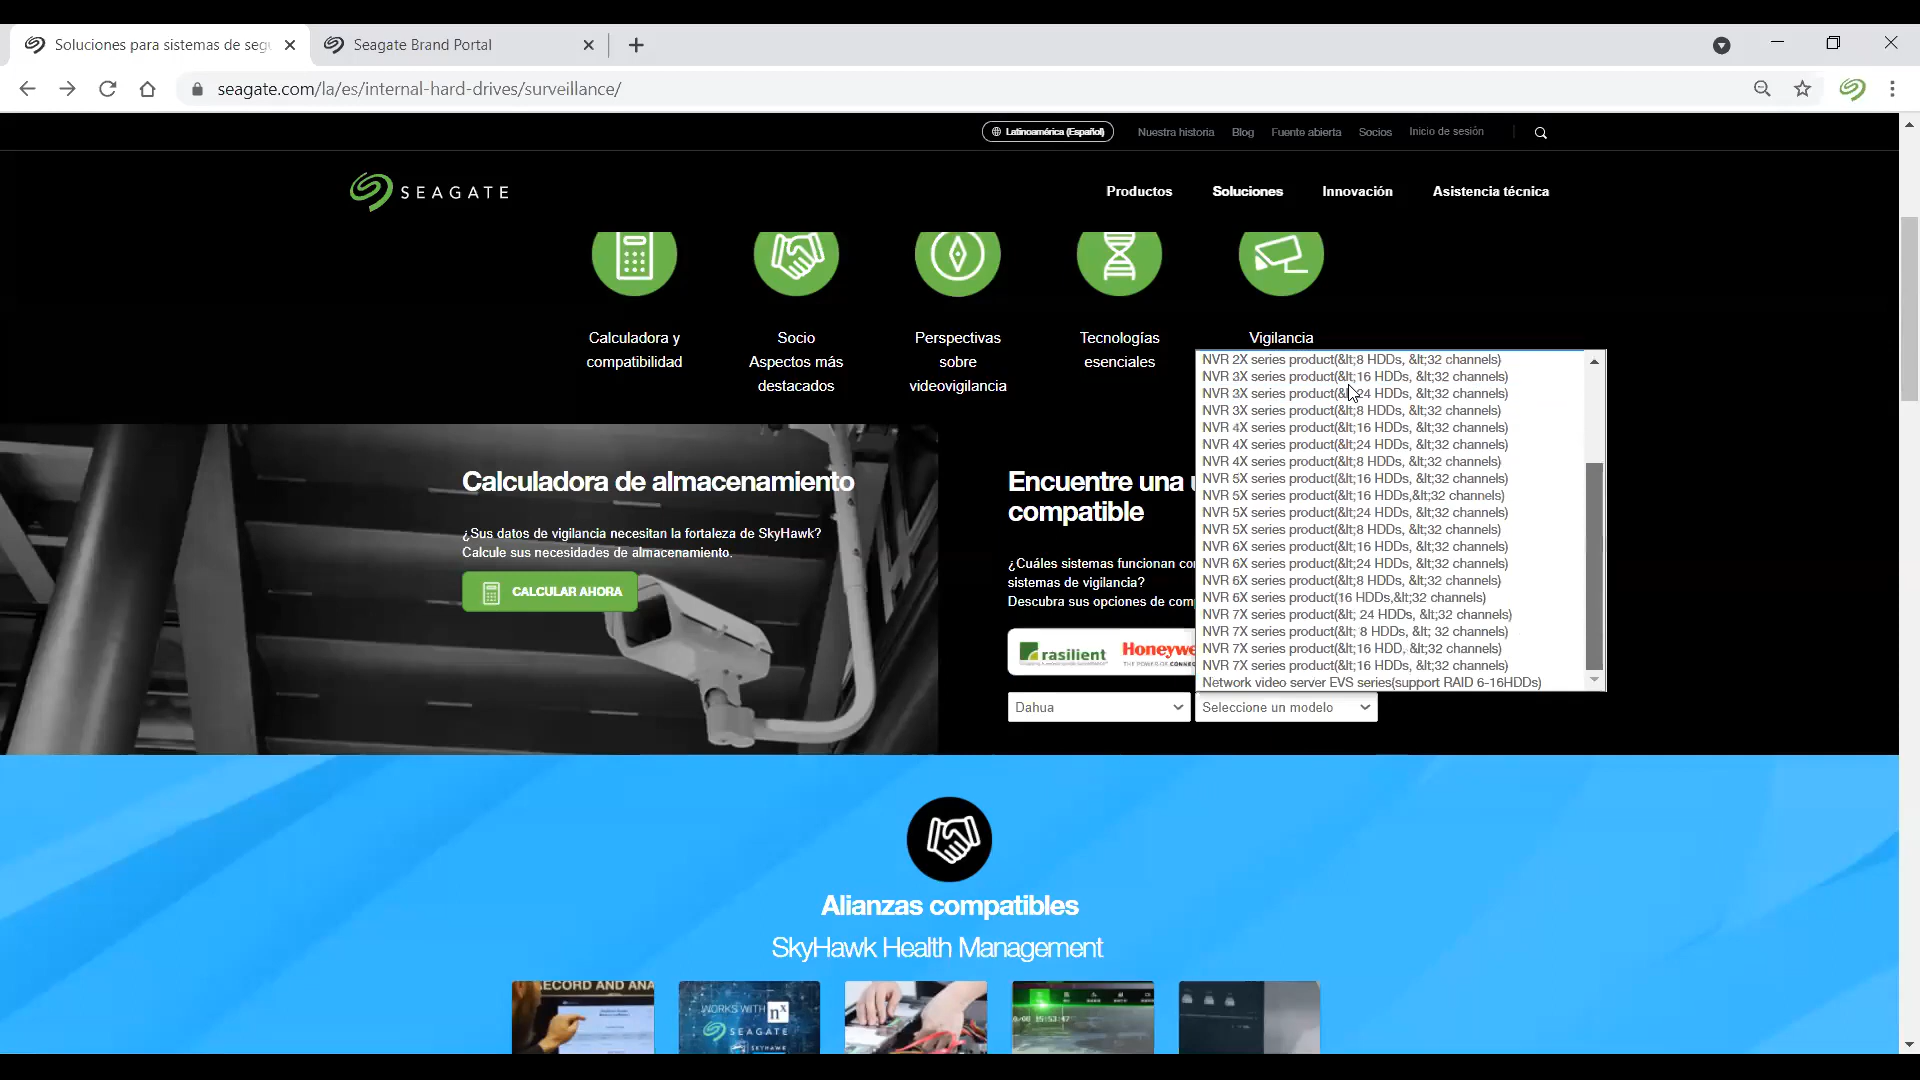 Soluciones para sistemas de segu
Seagate Brand Portal
seagate.com/la/es/internal-hard-drives/surveillance/
Latinoamérica (Español)
Nuestra historia
Blog
Fuente abierta
Socios
Inicio de sesión
SEAGATE
Productos
Soluciones
Innovación
Asistencia técnica
Calculadora y
compatibilidad
Socio
Aspectos más
destacados
Perspectivas
sobre
videovigilancia
Tecnologías
esenciales
Vigilancia
NVR 2X series product(&lt;8 HDDs, &lt;32 channels)
NVR 3X series product(&lt;16 HDDs, &lt;32 channels)
NVR 3X series product(&lt;24 HDDs, &lt;32 channels)
NVR 3X series product(&lt;8 HDDs, &lt;32 channels)
NVR 4X series product(&lt;16 HDDs, &lt;32 channels)
NVR 4X series product(&lt;24 HDDs, &lt;32 channels)
NVR 4X series product(&lt;8 HDDs, &lt;32 channels)
NVR 5X series product(&lt;16 HDDs, &lt;32 channels)
NVR 5X series product(&lt;16 HDDs,&lt;32 channels)
NVR 5X series product(&lt;24 HDDs, &lt;32 channels)
NVR 5X series product(&lt;8 HDDs, &lt;32 channels)
NVR 6X series product(&lt;16 HDDs, &lt;32 channels)
NVR 6X series product(&lt;24 HDDs, &lt;32 channels)
NVR 6X series product(&lt;8 HDDs, &lt;32 channels)
NVR 6X series product(16 HDDs,&lt;32 channels)
NVR 7X series product(&lt; 24 HDDs, &lt;32 channels)
NVR 7X series product(&lt; 8 HDDs, &lt; 32 channels)
NVR 7X series product(&lt;16 HDD, &lt;32 channels)
NVR 7X series product(&lt;16 HDDs, &lt;32 channels)
Network video server EVS series(support RAID 6-16HDDs)
Calculadora de almacenamiento
¿Sus datos de vigilancia necesitan la fortaleza de SkyHawk?
Calcule sus necesidades de almacenamiento.
CALCULAR AHORA
Encuentre una
compatible
¿Cuáles sistemas funcionan co
sistemas de vigilancia?
Descubra sus opciones de com
rasilient
Honeywe
THE POWER OF CONNEC
Dahua
Seleccione un modelo
Alianzas compatibles
SkyHawk Health Management
ECORD AND ANA
WORKS WITH nx
SEAGATE
SKYHAWK
15:53:47